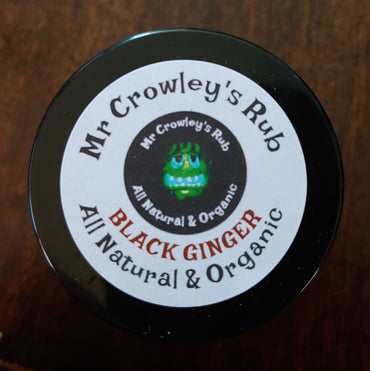 Mr Crowley's Rub
Mr Crowley's Rub
All Natural & Organic
BLACK GINGER
All Natural & Organic